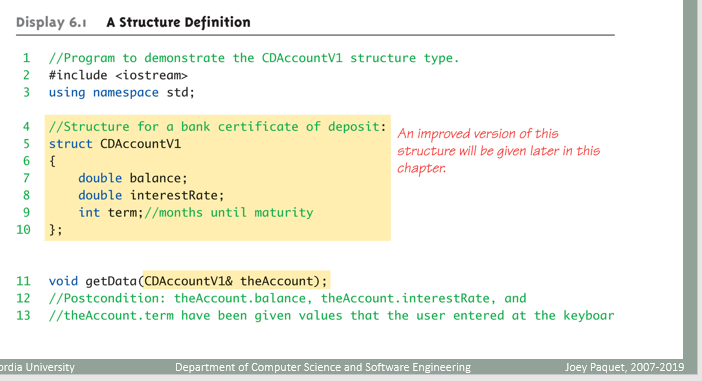 Display 6.1 A Structure Definition
1 //Program to demonstrate the CDAccountV1 structure type.
2 #include <iostream>
3 using namespace std;
4 //Structure for a bank certificate of deposit:
5 struct CDAccountV1
6 {
7 double balance;
8 double interestRate;
9 int term;//months until maturity
10 };
An improved version of this
structure will be given later in this
chapter.
11 void getData(CDAccountV1& theAccount);
12 //Postcondition: theAccount.balance, theAccount.interestRate, and
13 //theAccount.term have been given values that the user entered at the keyboar
ordia University Department of Computer Science and Software Engineering Joey Paquet, 2007-2019